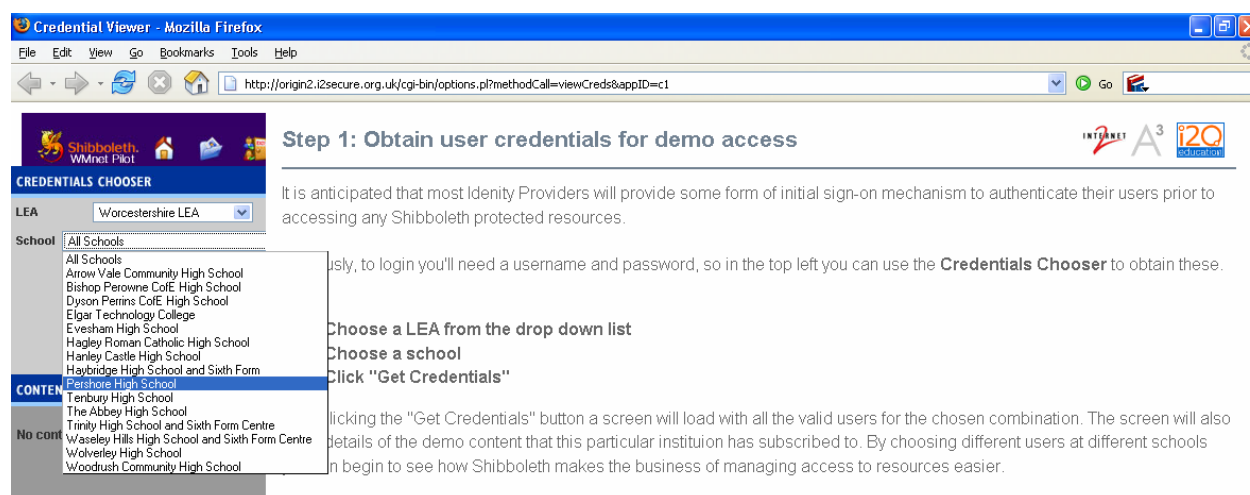 Credential Viewer - Mozilla Firefox
File Edit View Go Bookmarks Tools Help
http://origin2.i2secure.org.uk/cgi-bin/options.pl?methodCall=viewCreds&appID=c1
Go
Shibboleth.
WMnet Pilot
Step 1: Obtain user credentials for demo access
INTERNET 2 A3 i2Q education
CREDENTIALS CHOOSER
LEA Worcestershire LEA
School All Schools
All Schools
Arrow Vale Community High School
Bishop Perowne CofE High School
Dyson Perrins CofE High School
Elgar Technology College
Evesham High School
Hagley Roman Catholic High School
Hanley Castle High School
Haybridge High School and Sixth Form
Pershore High School
Tenbury High School
The Abbey High School
Trinity High School and Sixth Form Centre
Waseley Hills High School and Sixth Form Centre
Wolverley High School
Woodrush Community High School
CONTEN
No cont
It is anticipated that most Idenity Providers will provide some form of initial sign-on mechanism to authenticate their users prior to
accessing any Shibboleth protected resources.
usly, to login you'll need a username and password, so in the top left you can use the Credentials Chooser to obtain these.
Choose a LEA from the drop down list
Choose a school
Click "Get Credentials"
licking the "Get Credentials" button a screen will load with all the valid users for the chosen combination. The screen will also
details of the demo content that this particular instituion has subscribed to. By choosing different users at different schools
n begin to see how Shibboleth makes the business of managing access to resources easier.